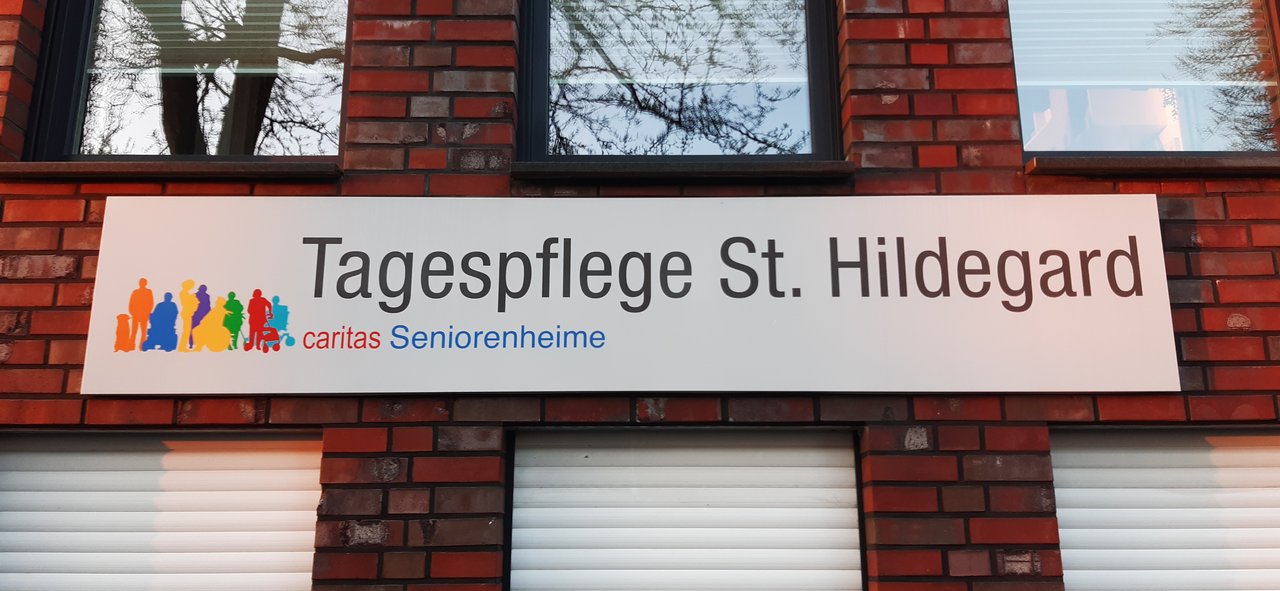 Tagespflege St. Hildegard
caritas Seniorenheime